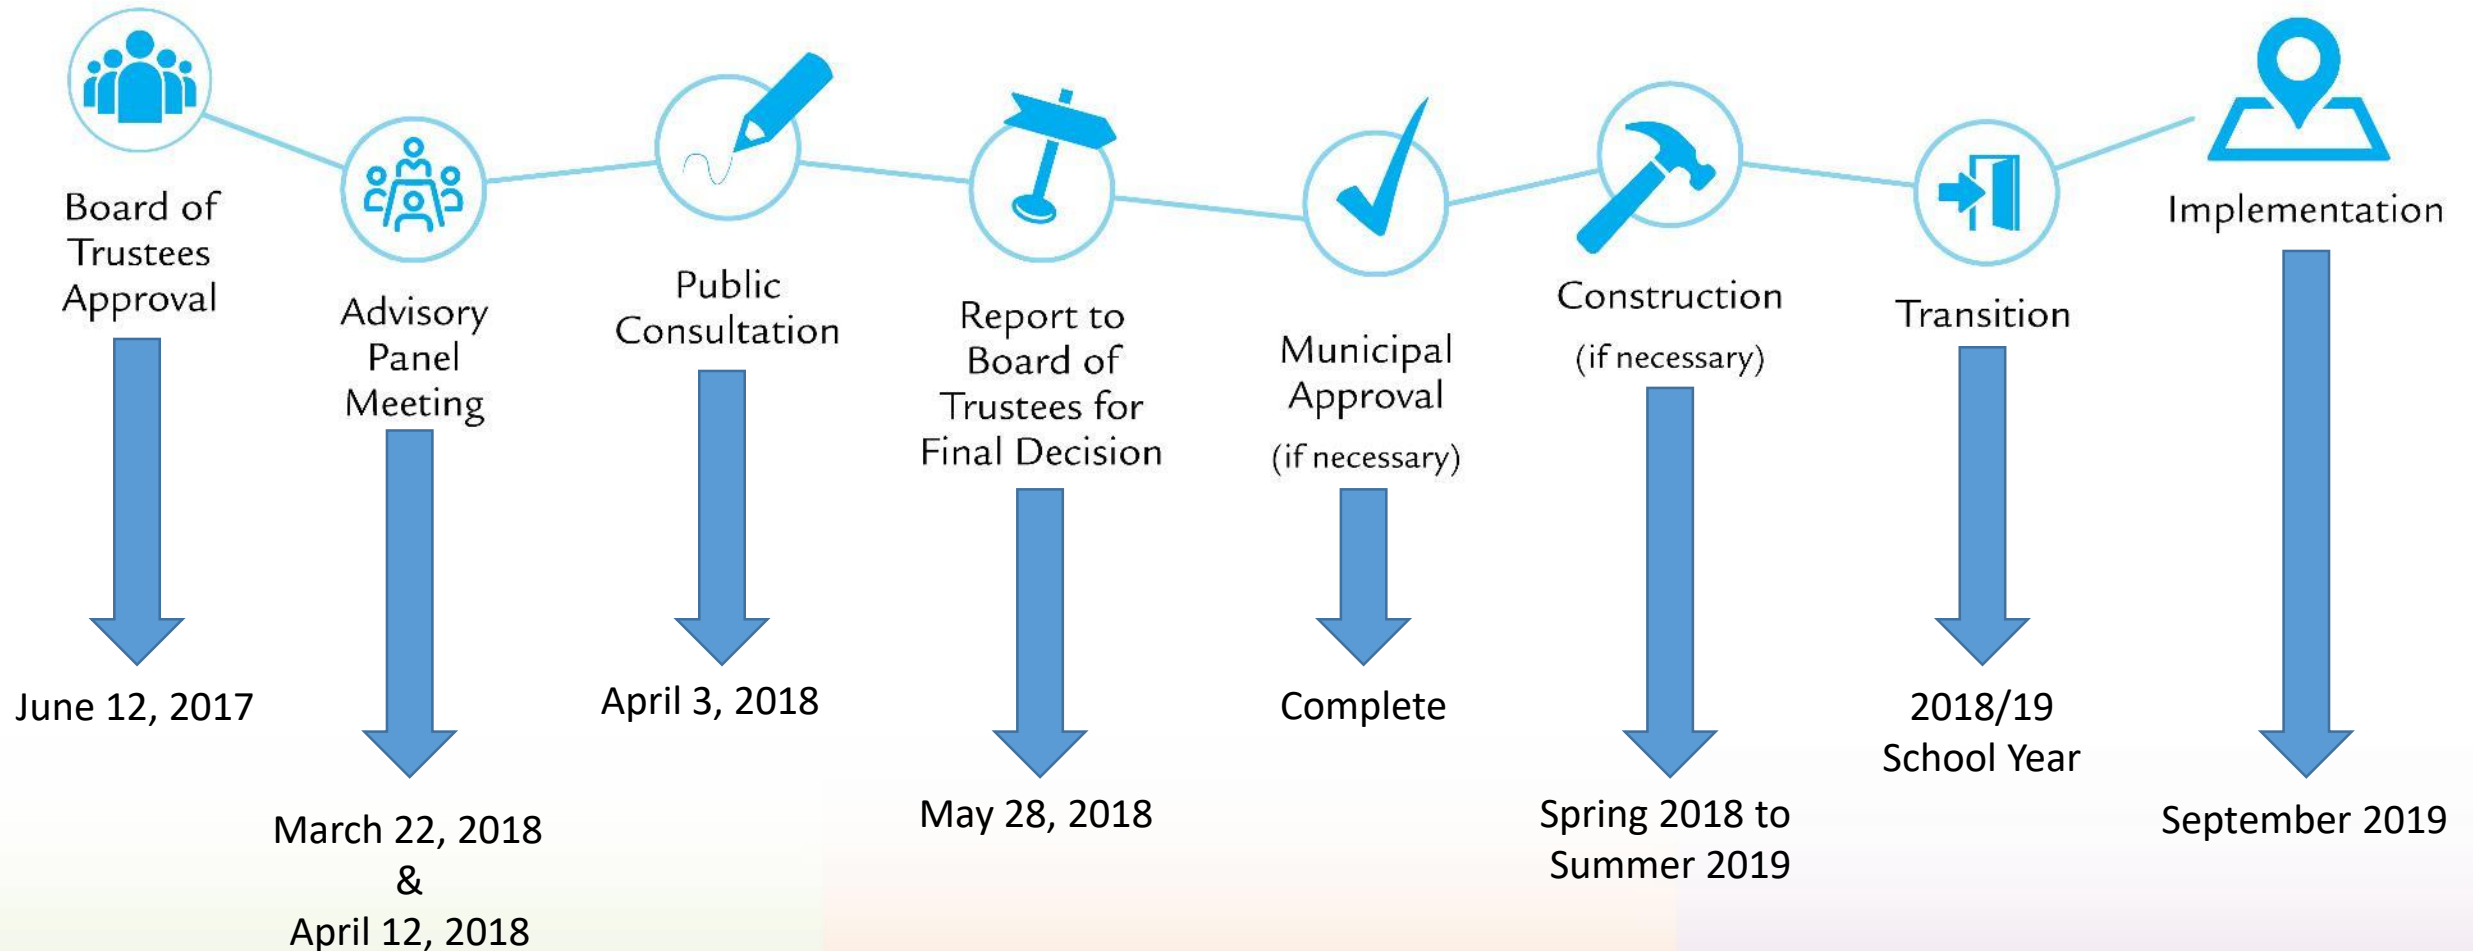 Board of
Trustees
Approval
June 12, 2017
Advisory
Panel
Meeting
March 22, 2018
&
April 12, 2018
Public
Consultation
April 3, 2018
Report to
Board of
Trustees for
Final Decision
May 28, 2018
Municipal
Approval
(if necessary)
Complete
Construction
(if necessary)
Spring 2018 to
Summer 2019
Transition
2018/19
School Year
Implementation
September 2019